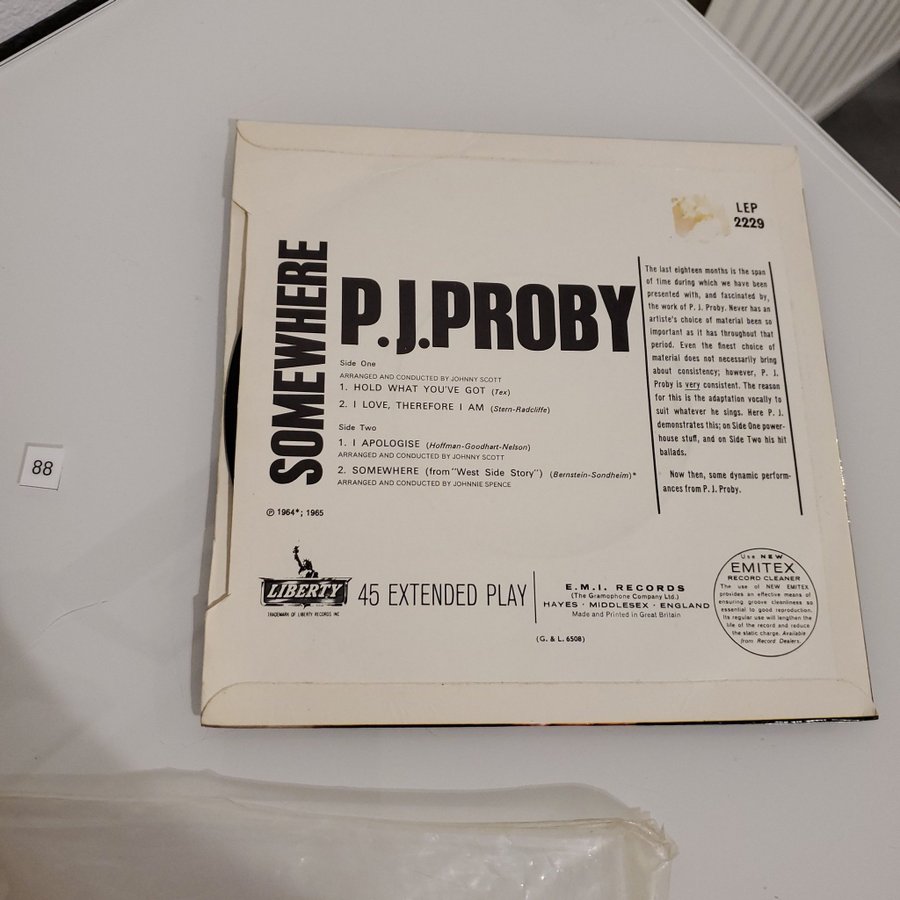 LEP
2229
SOMEWHERE
P.J.PROBY
Side One
ARRANGED AND CONDUCTED BY JOHNNY SCOTT
1. HOLD WHAT YOU'VE GOT (Tex)
2. I LOVE, THEREFORE I AM (Stern-Radcliffe)
Side Two
1. I APOLOGISE (Hoffman-Goodhart-Nelson)
ARRANGED AND CONDUCTED BY JOHNNY SCOTT
2. SOMEWHERE (from "West Side Story") (Bernstein-Sondheim)*
ARRANGED AND CONDUCTED BY JOHNNIE SPENCE
℗ 1964*; 1965
The last eighteen months is the span
of time during which we have been
presented with, and fascinated by,
the work of P. J. Proby. Never has an
artiste's choice of material been so
important as it has throughout that
period. Even the finest choice of
material does not necessarily bring
about consistency; however, P. J.
Proby is very consistent. The reason
for this is the adaptation vocally to
suit whatever he sings. Here P. J.
demonstrates this; on Side One power-
house stuff, and on Side Two his hit
ballads.
Now then, some dynamic perform-
ances from P. J. Proby.
88
LIBERTY
TRADEMARK OF LIBERTY RECORDS INC
45 EXTENDED PLAY
E.M.I. RECORDS
(The Gramophone Company Ltd.)
HAYES · MIDDLESEX · ENGLAND
Made and Printed in Great Britain
(G. & L. 6508)
Use NEW
EMITEX
RECORD CLEANER
The use of NEW EMITEX
provides an effective means of
ensuring groove cleanliness so
essential to good reproduction.
Its regular use will lengthen the
life of the record and reduce
the static charge. Available
from Record Dealers.